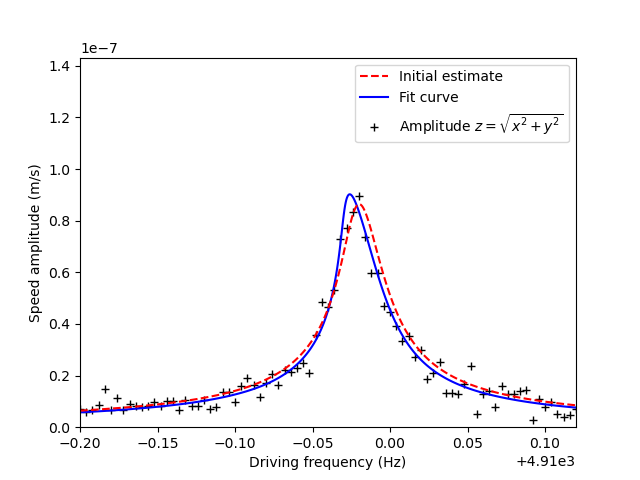 1e−7
1.4
1.2
1.0
0.8
0.6
0.4
0.2
0.0
Speed amplitude (m/s)
Initial estimate
Fit curve
Amplitude z = √x² + y²
−0.20 −0.15 −0.10 −0.05 0.00 0.05 0.10
Driving frequency (Hz)
+4.91e3